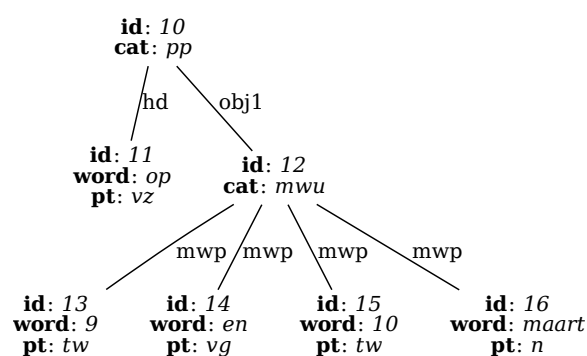 id: 10
cat: pp
hd
obj1
id: 11
word: op
pt: vz
id: 12
cat: mwu
mwp
mwp
mwp
mwp
id: 13
word: 9
pt: tw
id: 14
word: en
pt: vg
id: 15
word: 10
pt: tw
id: 16
word: maart
pt: n